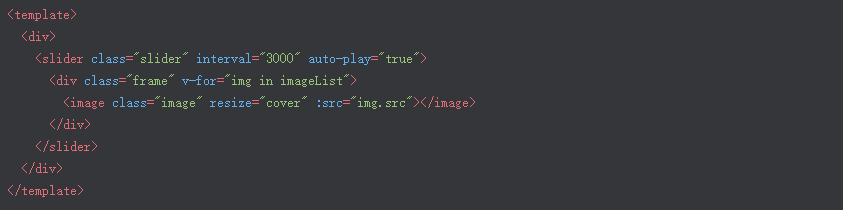 <template>
  <div>
    <slider class="slider" interval="3000" auto-play="true">
      <div class="frame" v-for="img in imageList">
        <image class="image" resize="cover" :src="img.src"></image>
      </div>
    </slider>
  </div>
</template>